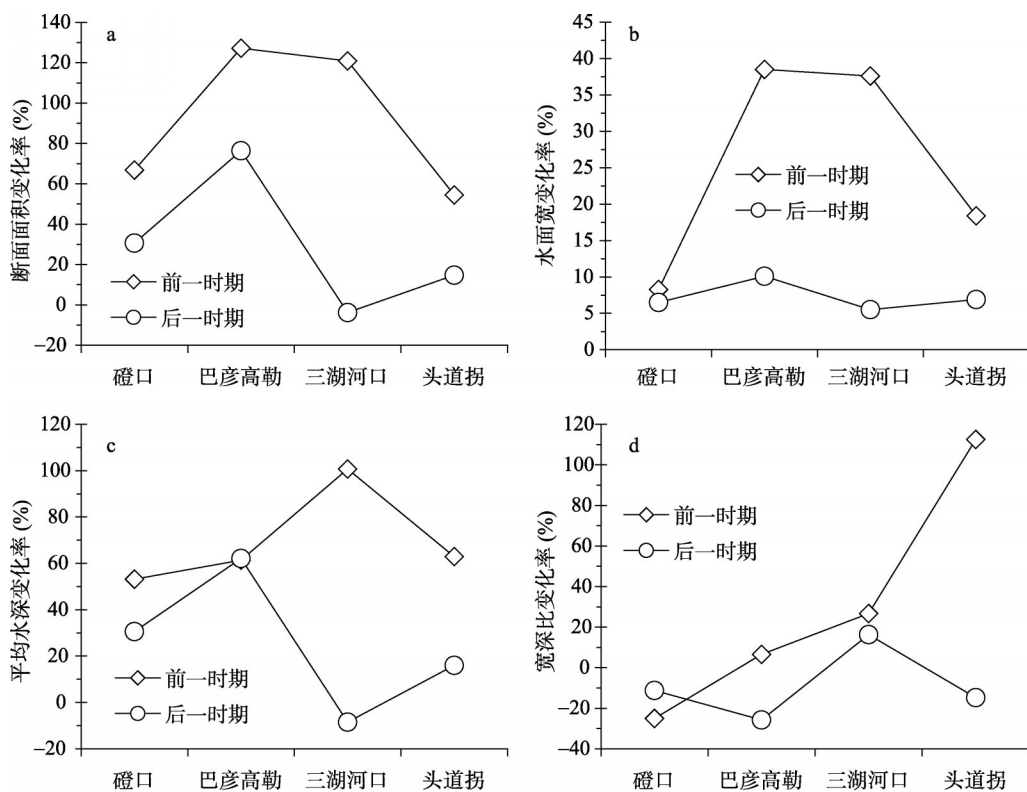 a
断面面积变化率 (%)
140
120
100
80
60
40
20
0
–20
前一时期
后一时期
磴口 巴彦高勒 三湖河口 头道拐
b
水面宽变化率 (%)
45
40
35
30
25
20
15
10
5
0
前一时期
后一时期
磴口 巴彦高勒 三湖河口 头道拐
c
平均水深变化率 (%)
120
100
80
60
40
20
0
–20
前一时期
后一时期
磴口 巴彦高勒 三湖河口 头道拐
d
宽深比变化率 (%)
120
100
80
60
40
20
0
–20
–40
前一时期
后一时期
磴口 巴彦高勒 三湖河口 头道拐